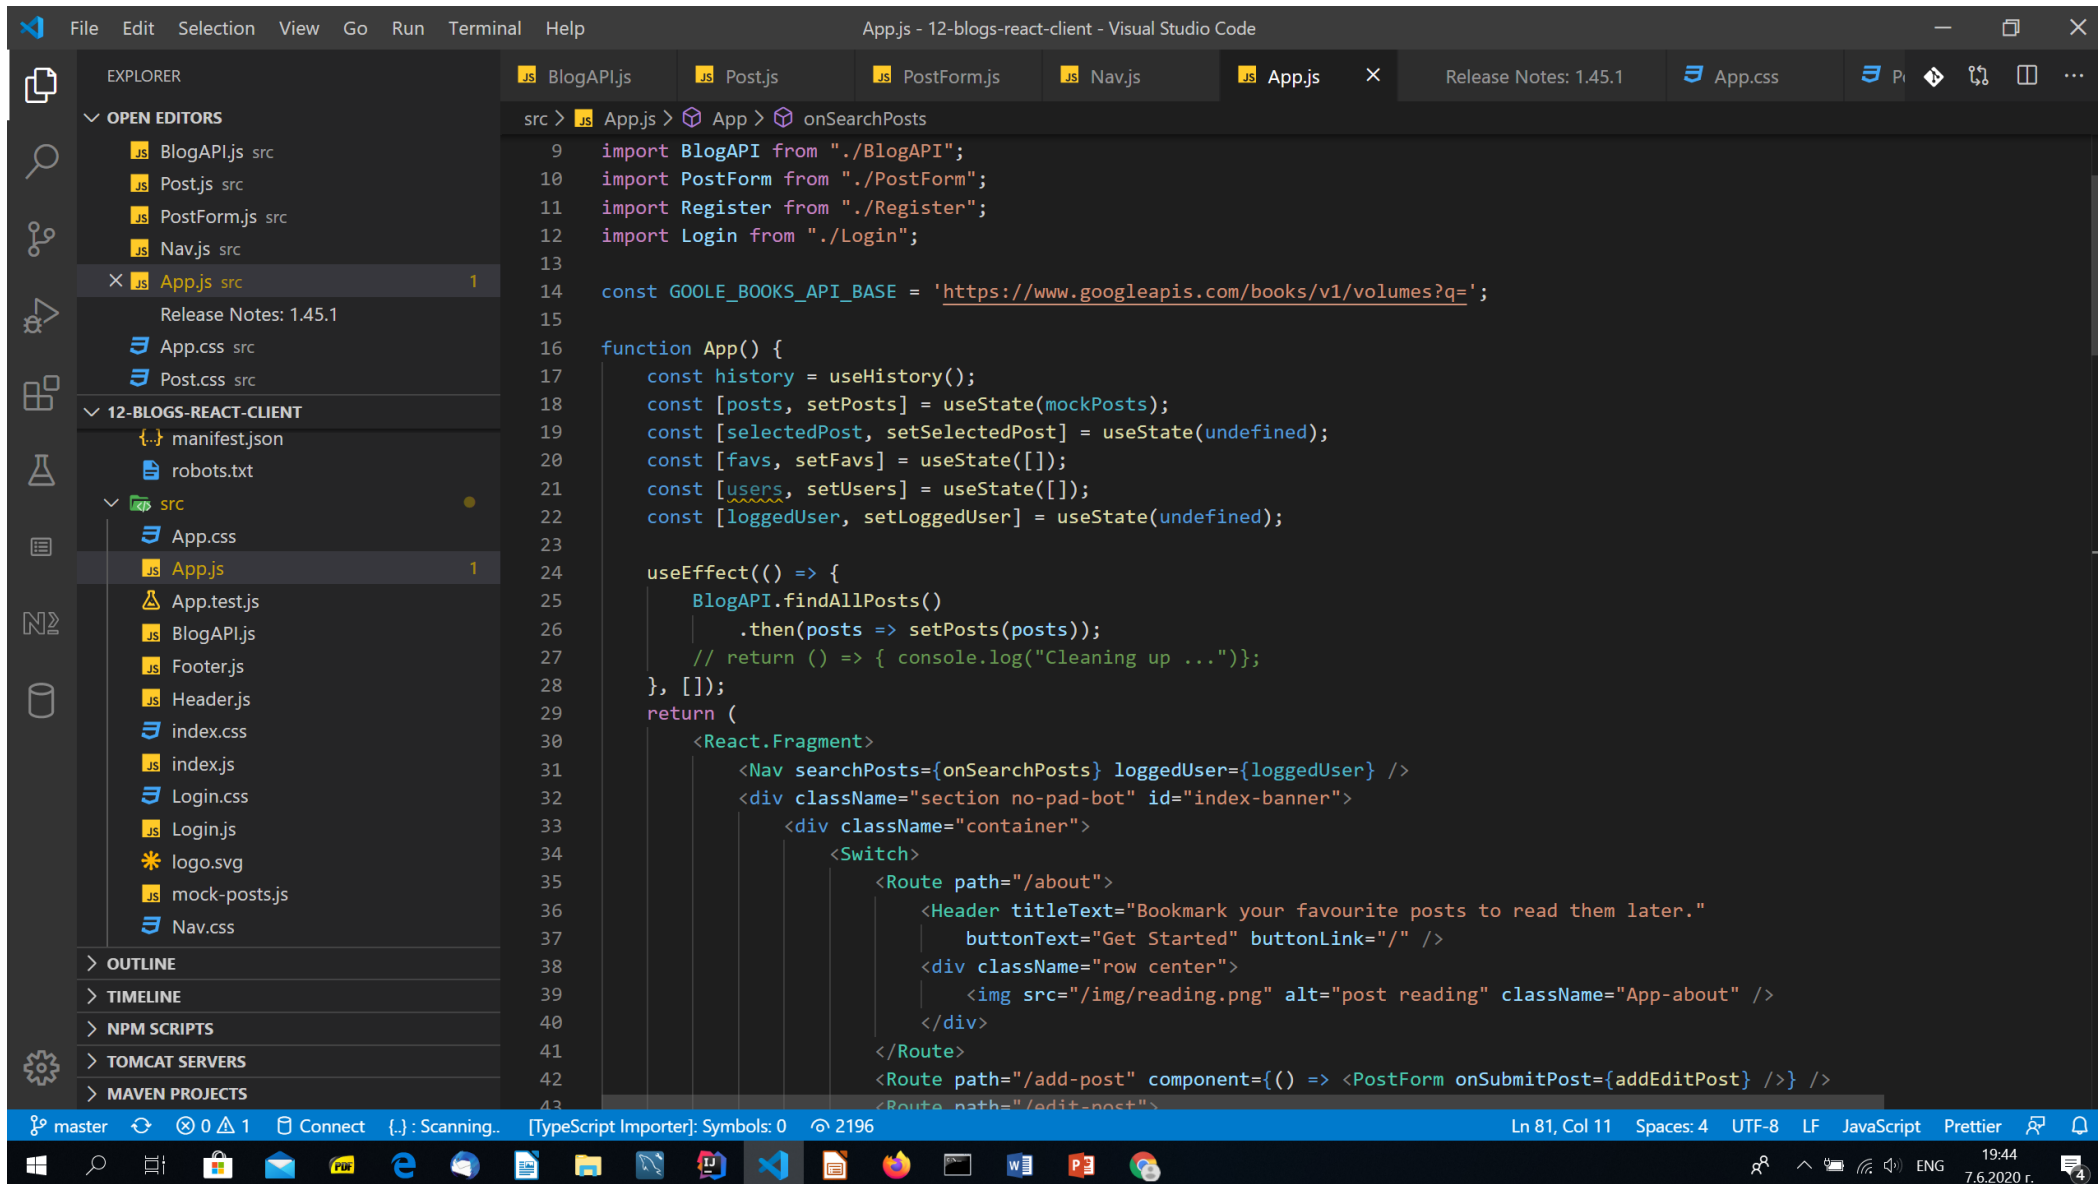 File Edit Selection View Go Run Terminal Help App.js - 12-blogs-react-client - Visual Studio Code
EXPLORER
OPEN EDITORS
BlogAPI.js src
Post.js src
PostForm.js src
Nav.js src
App.js src 1
Release Notes: 1.45.1
App.css src
Post.css src
12-BLOGS-REACT-CLIENT
manifest.json
robots.txt
src
App.css
App.js 1
App.test.js
BlogAPI.js
Footer.js
Header.js
index.css
index.js
Login.css
Login.js
logo.svg
mock-posts.js
Nav.css
OUTLINE
TIMELINE
NPM SCRIPTS
TOMCAT SERVERS
MAVEN PROJECTS
BlogAPI.js Post.js PostForm.js Nav.js App.js Release Notes: 1.45.1 App.css
src > App.js > App > onSearchPosts
9 import BlogAPI from "./BlogAPI";
10 import PostForm from "./PostForm";
11 import Register from "./Register";
12 import Login from "./Login";
13
14 const GOOLE_BOOKS_API_BASE = 'https://www.googleapis.com/books/v1/volumes?q=';
15
16 function App() {
17 const history = useHistory();
18 const [posts, setPosts] = useState(mockPosts);
19 const [selectedPost, setSelectedPost] = useState(undefined);
20 const [favs, setFavs] = useState([]);
21 const [users, setUsers] = useState([]);
22 const [loggedUser, setLoggedUser] = useState(undefined);
23
24 useEffect(() => {
25 BlogAPI.findAllPosts()
26 .then(posts => setPosts(posts));
27 // return () => { console.log("Cleaning up ...")};
28 }, []);
29 return (
30 <React.Fragment>
31 <Nav searchPosts={onSearchPosts} loggedUser={loggedUser} />
32 <div className="section no-pad-bot" id="index-banner">
33 <div className="container">
34 <Switch>
35 <Route path="/about">
36 <Header titleText="Bookmark your favourite posts to read them later."
37 buttonText="Get Started" buttonLink="/" />
38 <div className="row center">
39 <img src="/img/reading.png" alt="post reading" className="App-about" />
40 </div>
41 </Route>
42 <Route path="/add-post" component={() => <PostForm onSubmitPost={addEditPost} />} />
43 <Route path="/edit-post">
master 0 1 Connect {..} : Scanning.. [TypeScript Importer]: Symbols: 0 2196 Ln 81, Col 11 Spaces: 4 UTF-8 LF JavaScript Prettier
ENG 19:44
7.6.2020 г. 4